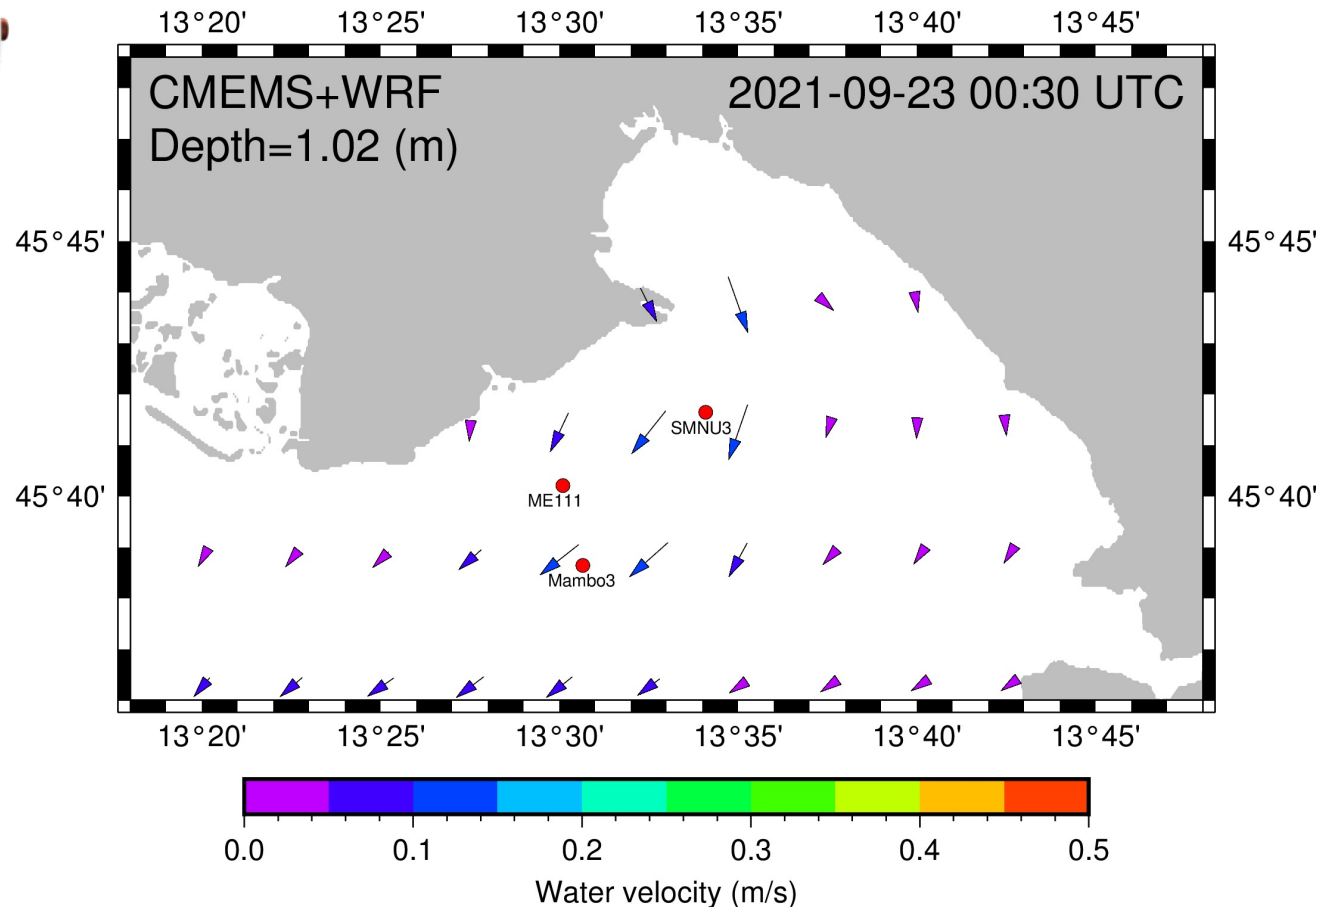 13°20' 13°25' 13°30' 13°35' 13°40' 13°45'
CMEMS+WRF 2021-09-23 00:30 UTC
Depth=1.02 (m)
45°45' 45°45'
SMNU3
45°40' 45°40'
ME111
Mambo3
13°20' 13°25' 13°30' 13°35' 13°40' 13°45'
0.0 0.1 0.2 0.3 0.4 0.5
Water velocity (m/s)